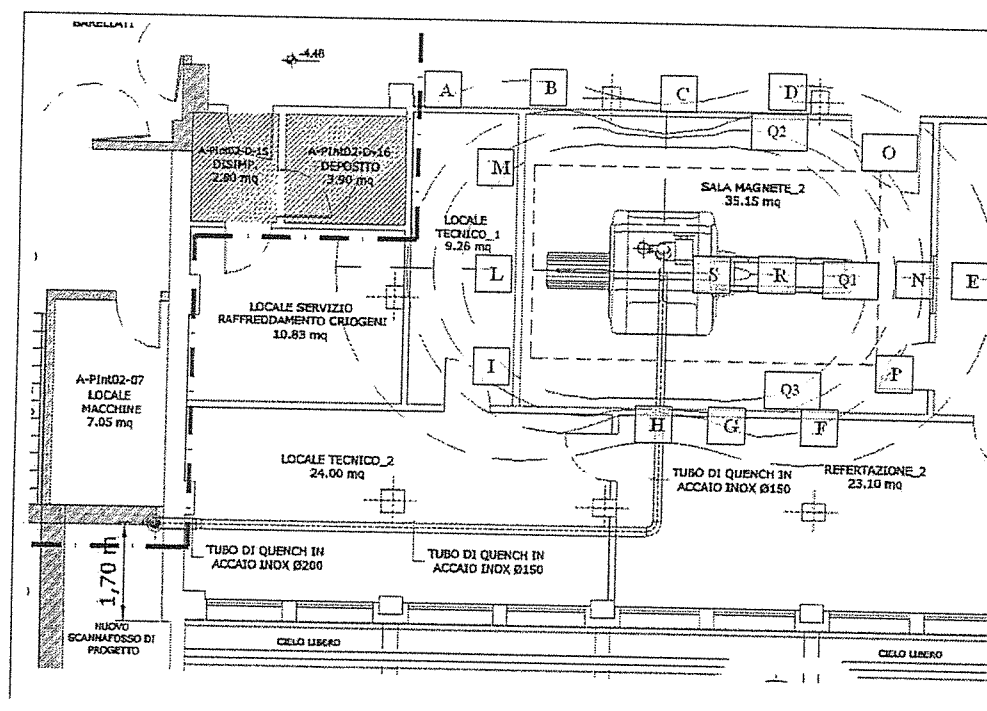 BARELLATI
-4.48
A
B
C
D
Q2
O
A-PInt02-D-15
DISIMP.
2.80 mq
A-PInt02-D-16
DEPOSITO
3.90 mq
M
SALA MAGNETE_2
35.15 mq
LOCALE
TECNICO_1
9.26 mq
L
S
R
Q1
N
E
LOCALE SERVIZIO
RAFFREDDAMENTO CRIOGENI
10.83 mq
I
P
Q3
A-PInt02-07
LOCALE
MACCHINE
7.05 mq
H
G
F
LOCALE TECNICO_2
24.00 mq
TUBO DI QUENCH IN
ACCAIO INOX Ø150
REFERTAZIONE_2
23.10 mq
TUBO DI QUENCH IN
ACCAIO INOX Ø200
TUBO DI QUENCH IN
ACCAIO INOX Ø150
1,70 m
NUOVO
SCANNAFOSSO DI
PROGETTO
CIELO LIBERO
CIELO LIBERO